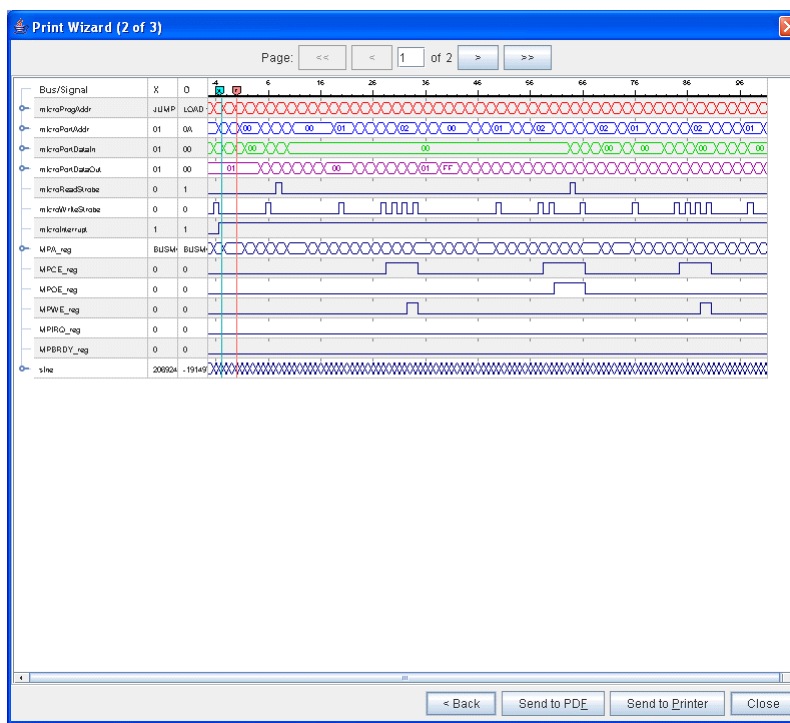 Print Wizard (2 of 3)
Page: << < 1 of 2 > >>
Bus/Signal X O -4 6 16 26 36 46 56 66 76 86 96
microProgAddr JUMP LOAD
microPortAddr 01 0A 00 00 01 02 00 01 02 02 01 02 01
microPortDataIn 01 00 00 00 00 00 00 00
microPortDataOut 01 00 01 00 01 FF
microReadStrobe 0 1
microWriteStrobe 0 0
microInterrupt 1 1
MPA_reg BUSM BUSM
MPCE_reg 0 0
MPOE_reg 0 0
MPWE_reg 0 0
MPIRQ_reg 0 0
MPBRDY_reg 0 0
sine 206924 -19149
< Back Send to PDF Send to Printer Close